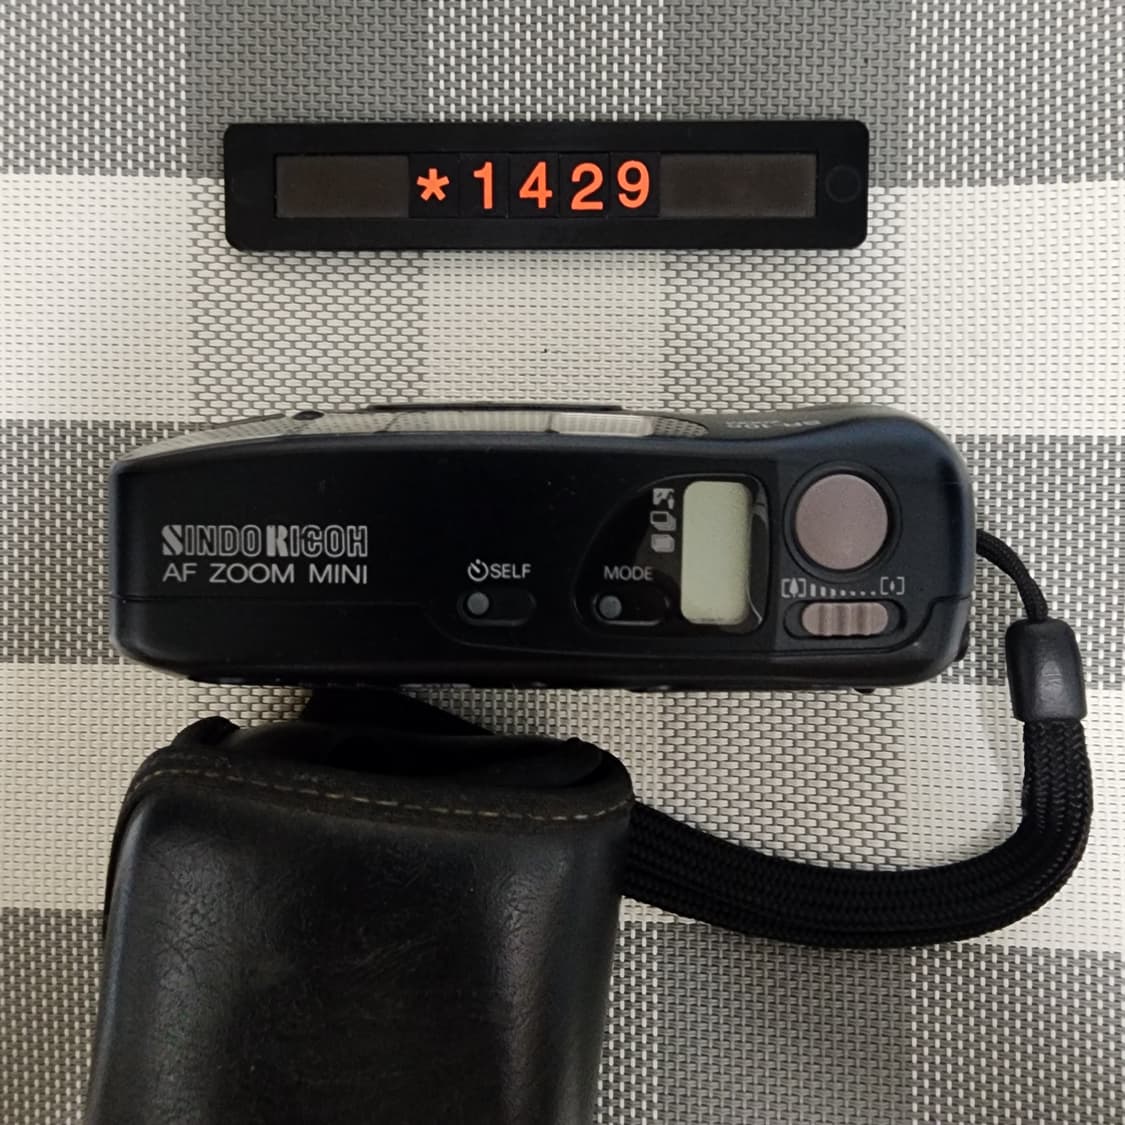 *1429
SINDO RICOH
AF ZOOM MINI
SELF
MODE